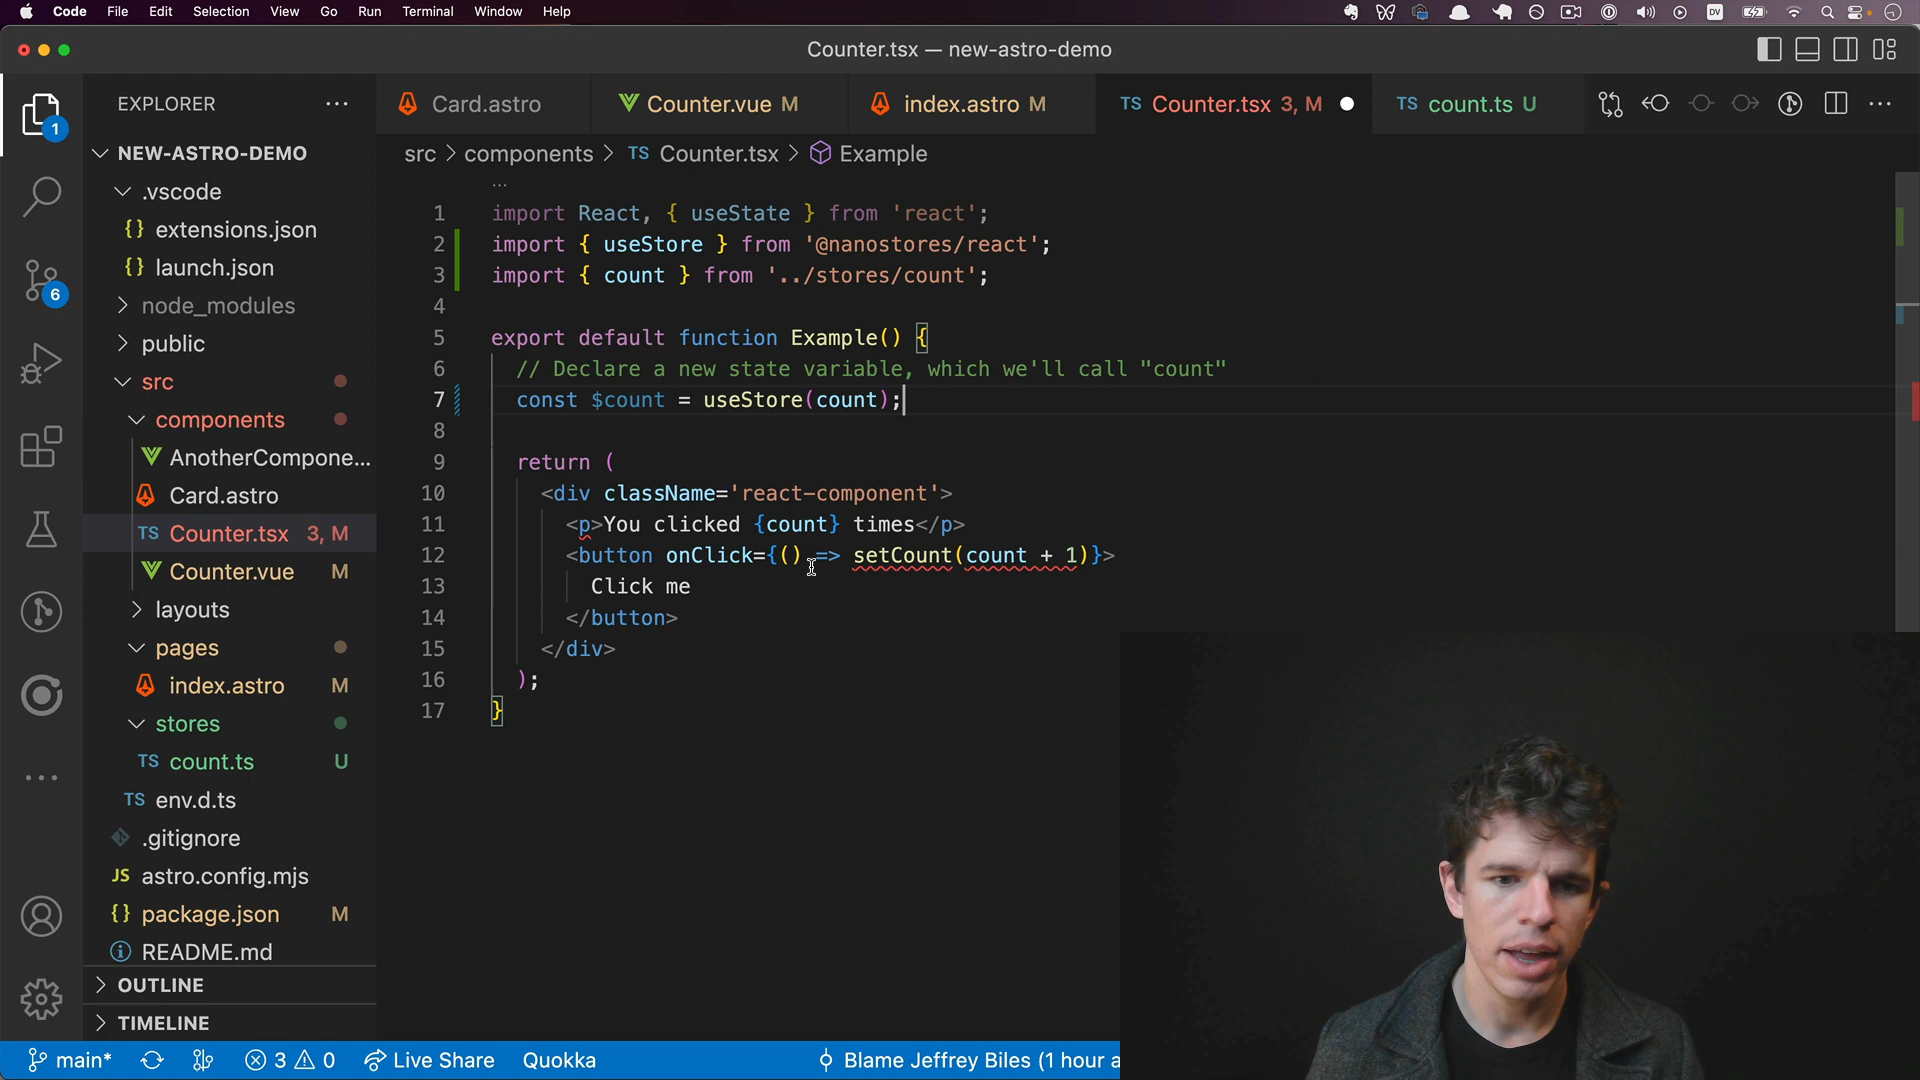 Code File Edit Selection View Go Run Terminal Window Help
DV
Counter.tsx — new-astro-demo
EXPLORER
Card.astro
Counter.vue M
index.astro M
TS Counter.tsx 3, M
TS count.ts U
1
6
NEW-ASTRO-DEMO
.vscode
{} extensions.json
{} launch.json
node_modules
public
src
components
AnotherCompone...
Card.astro
TS Counter.tsx 3, M
Counter.vue M
layouts
pages
index.astro M
stores
TS count.ts U
TS env.d.ts
.gitignore
JS astro.config.mjs
{} package.json M
README.md
OUTLINE
TIMELINE
src > components > TS Counter.tsx > Example
...
1 import React, { useState } from 'react';
2 import { useStore } from '@nanostores/react';
3 import { count } from '../stores/count';
4
5 export default function Example() {
6 // Declare a new state variable, which we'll call "count"
7 const $count = useStore(count);
8
9 return (
10 <div className='react-component'>
11 <p>You clicked {count} times</p>
12 <button onClick={() => setCount(count + 1)}>
13 Click me
14 </button>
15 </div>
16 );
17 }
main* 3 0 Live Share Quokka Blame Jeffrey Biles (1 hour a